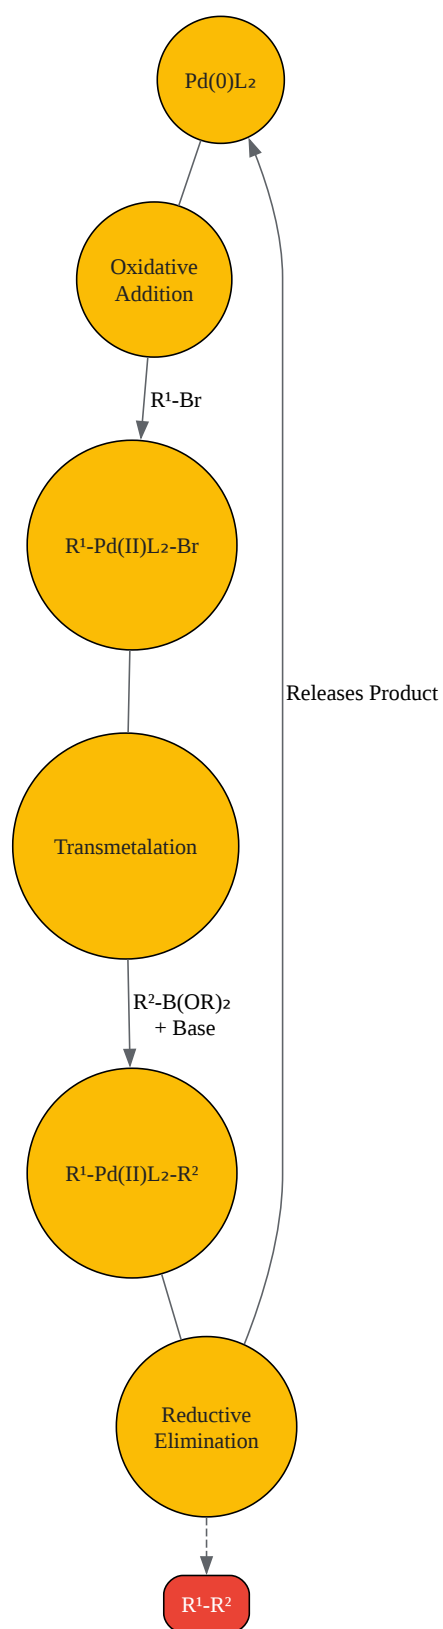 Pd(0)L₂
Oxidative
Addition
R¹-Br
R¹-Pd(II)L₂-Br
Releases Product
Transmetalation
R²-B(OR)₂
+ Base
R¹-Pd(II)L₂-R²
Reductive
Elimination
R¹-R²